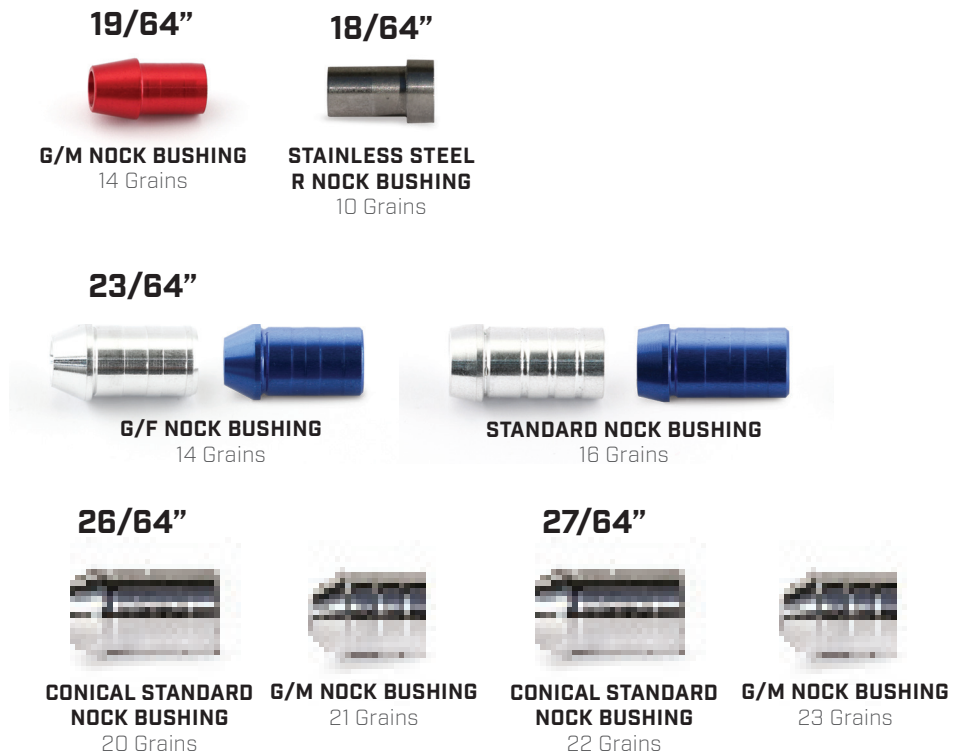 19/64”
18/64”
G/M NOCK BUSHING
14 Grains
STAINLESS STEEL
R NOCK BUSHING
10 Grains
23/64”
G/F NOCK BUSHING
14 Grains
STANDARD NOCK BUSHING
16 Grains
26/64”
27/64”
CONICAL STANDARD
NOCK BUSHING
20 Grains
G/M NOCK BUSHING
21 Grains
CONICAL STANDARD
NOCK BUSHING
22 Grains
G/M NOCK BUSHING
23 Grains